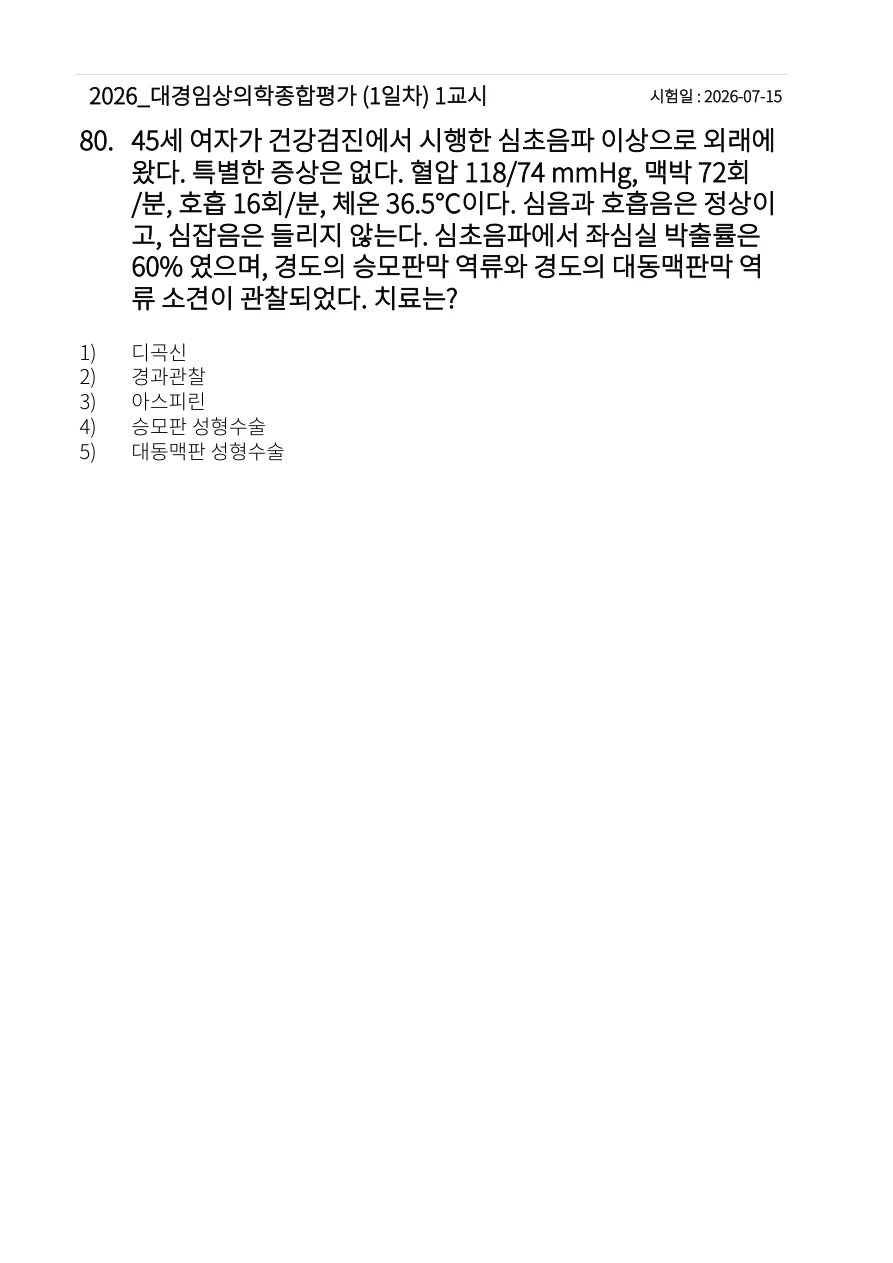 2026_대경임상의학종합평가 (1일차) 1교시
시험일 : 2026-07-15
80. 45세 여자가 건강검진에서 시행한 심초음파 이상으로 외래에
왔다. 특별한 증상은 없다. 혈압 118/74 mmHg, 맥박 72회
/분, 호흡 16회/분, 체온 36.5℃이다. 심음과 호흡음은 정상이
고, 심잡음은 들리지 않는다. 심초음파에서 좌심실 박출률은
60% 였으며, 경도의 승모판막 역류와 경도의 대동맥판막 역
류 소견이 관찰되었다. 치료는?
1) 디곡신
2) 경과관찰
3) 아스피린
4) 승모판 성형수술
5) 대동맥판 성형수술